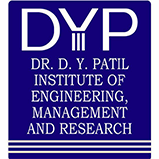 DYP
DR. D. Y. PATIL
INSTITUTE OF
ENGINEERING,
MANAGEMENT
AND RESEARCH